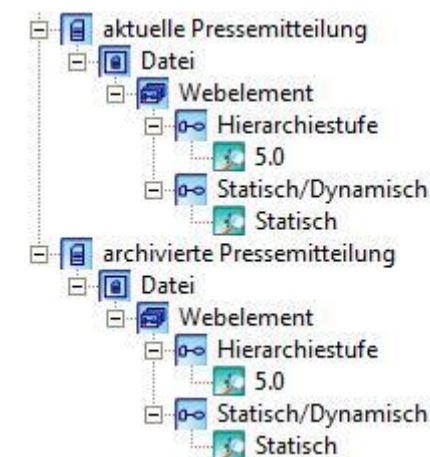 aktuelle Pressemitteilung
Datei
Webelement
Hierarchiestufe
5.0
Statisch/Dynamisch
Statisch
archivierte Pressemitteilung
Datei
Webelement
Hierarchiestufe
5.0
Statisch/Dynamisch
Statisch